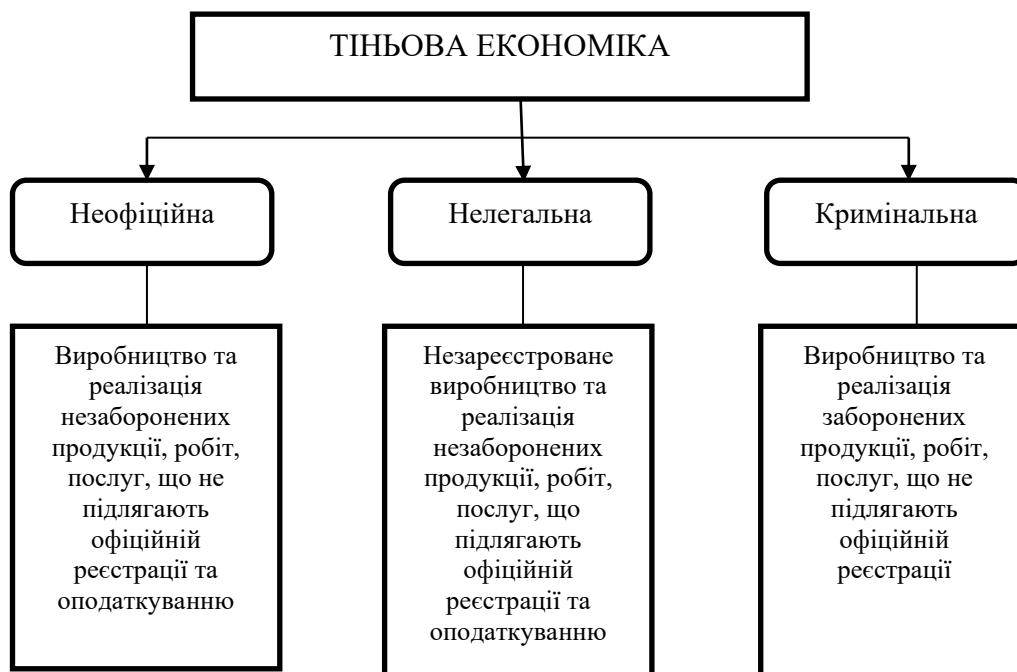 ТІНЬОВА ЕКОНОМІКА
Неофіційна
Нелегальна
Кримінальна
Виробництво та
реалізація
незаборонених
продукції, робіт,
послуг, що не
підлягають
офіційній
реєстрації та
оподаткуванню
Незареєстроване
виробництво та
реалізація
незаборонених
продукції, робіт,
послуг, що
підлягають
офіційній
реєстрації та
оподаткуванню
Виробництво та
реалізація
заборонених
продукції, робіт,
послуг, що не
підлягають
офіційній
реєстрації